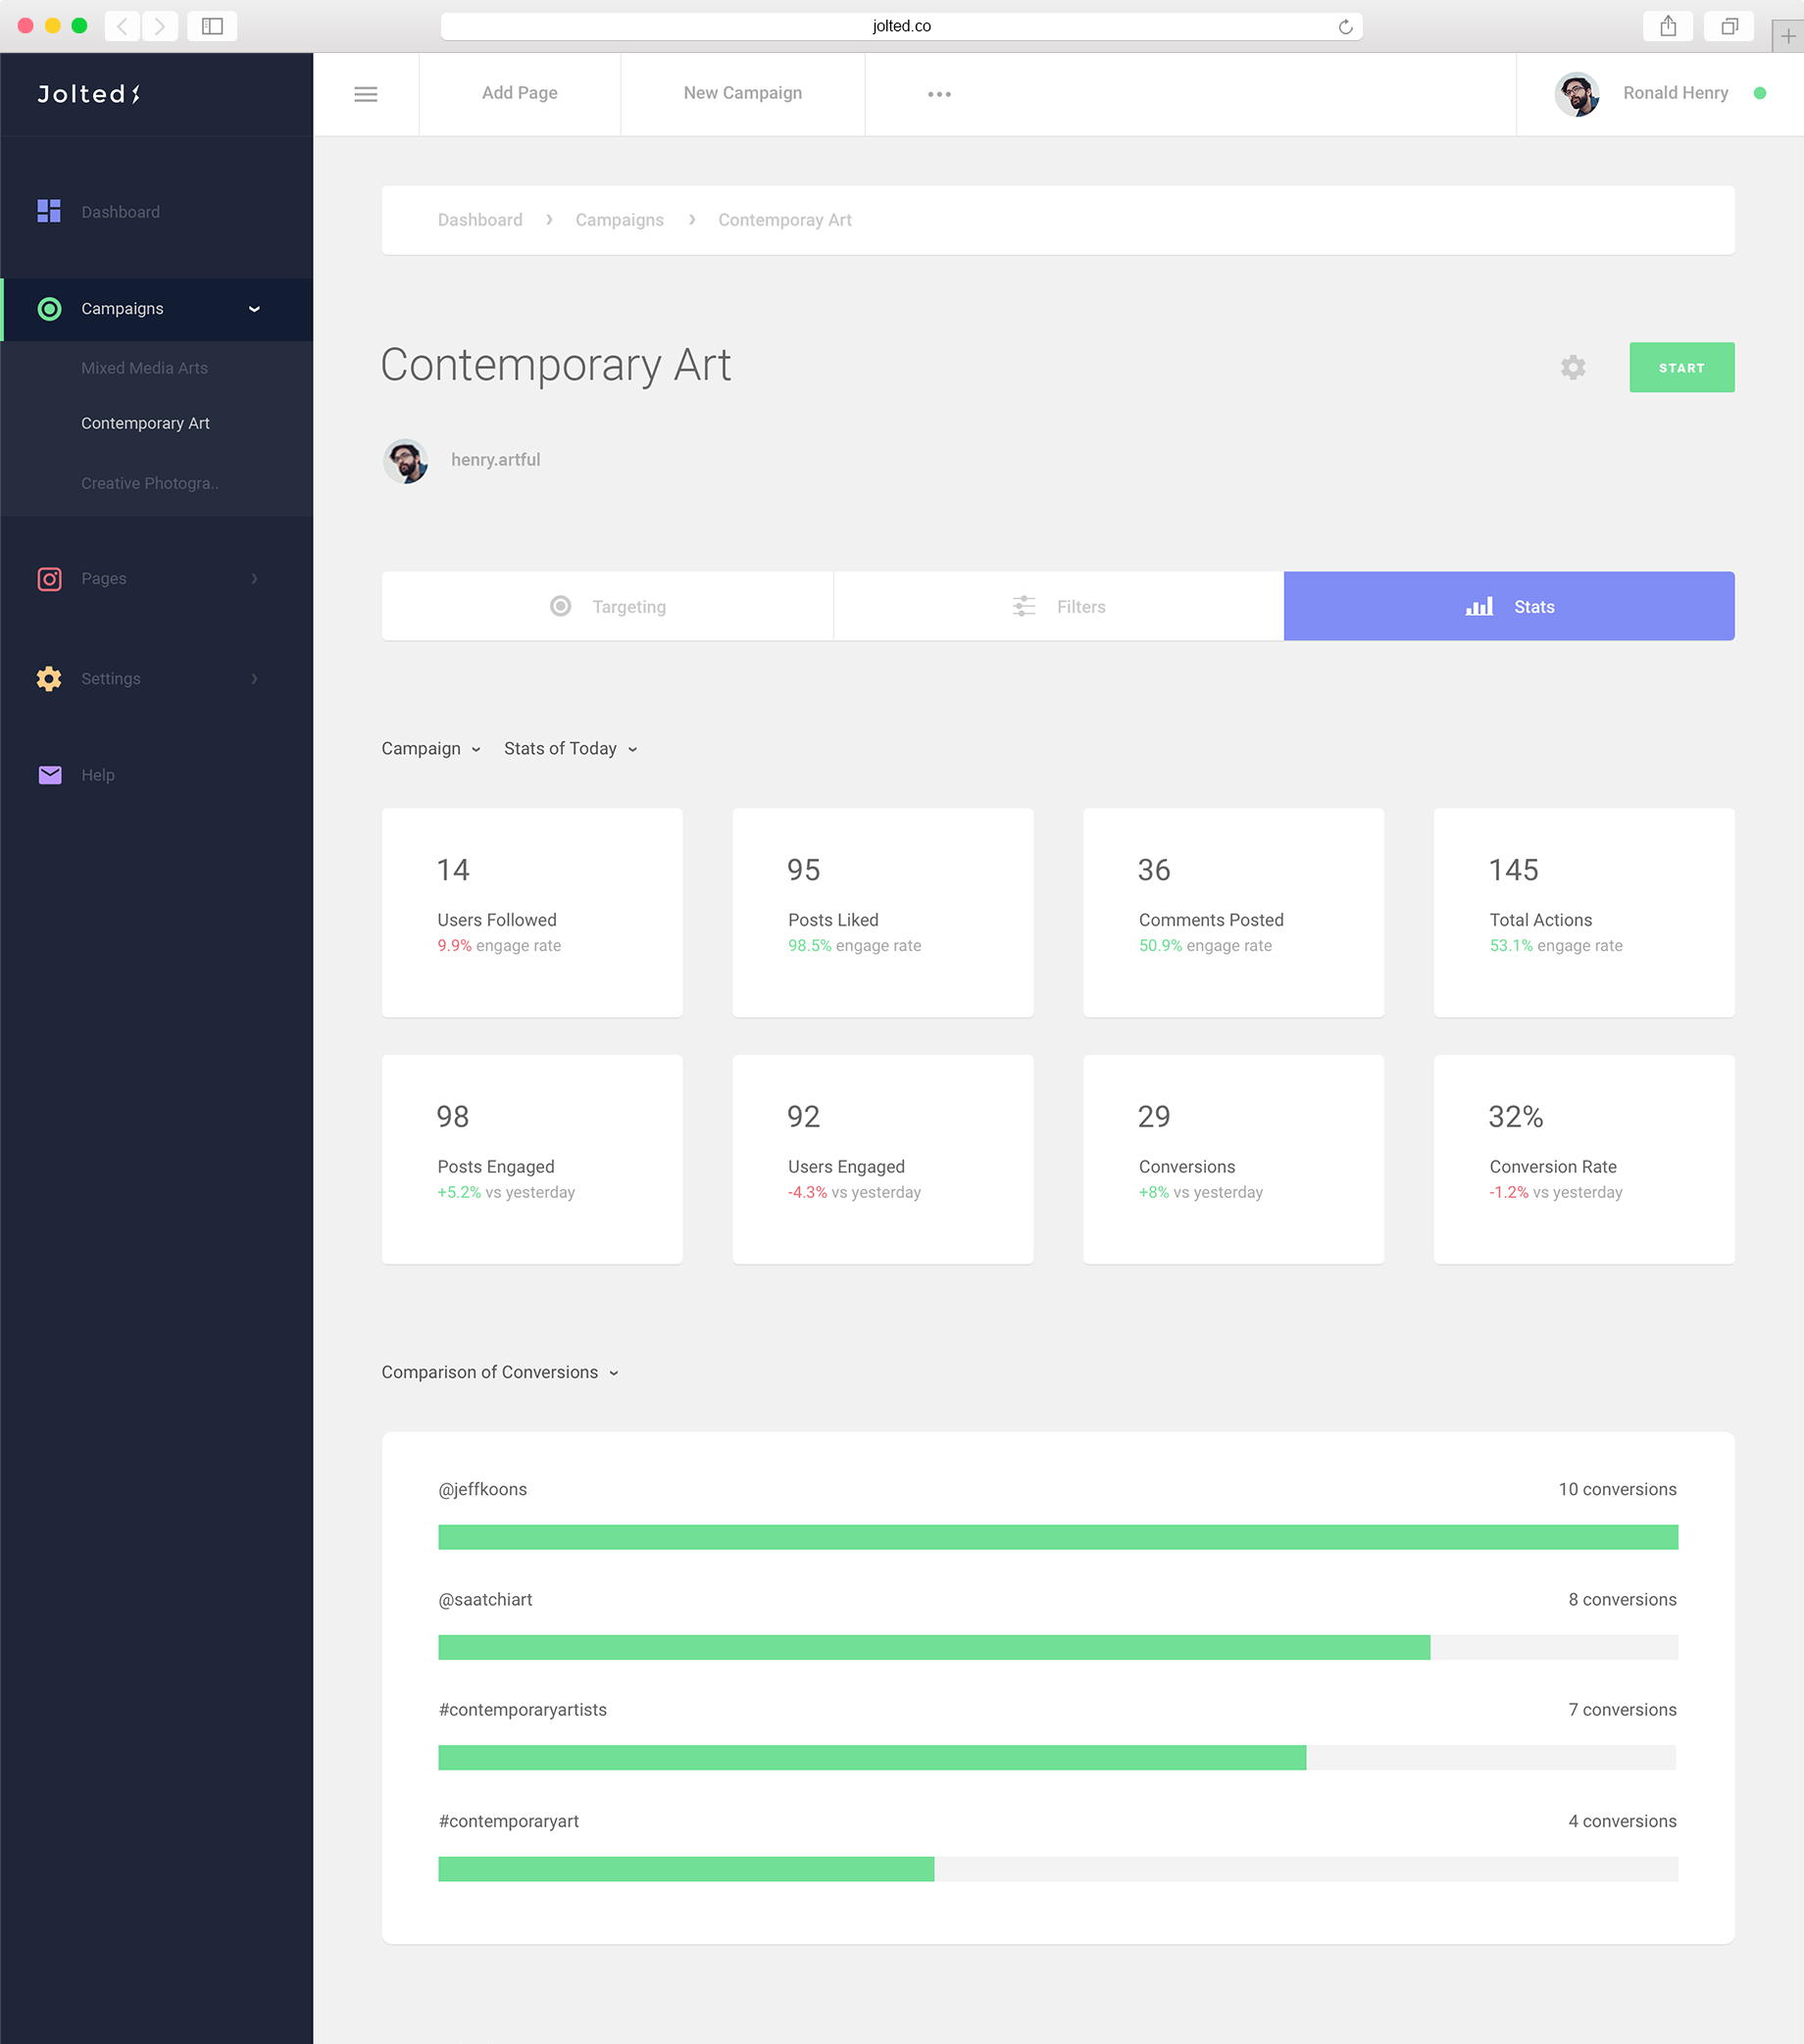 jolted.co
Jolted
Add Page
New Campaign
Ronald Henry
Dashboard
Campaigns
Mixed Media Arts
Contemporary Art
Creative Photogra..
Pages
Settings
Help
Dashboard › Campaigns › Contemporay Art
Contemporary Art
START
henry.artful
Targeting
Filters
Stats
Campaign
Stats of Today
14
Users Followed
9.9% engage rate
95
Posts Liked
98.5% engage rate
36
Comments Posted
50.9% engage rate
145
Total Actions
53.1% engage rate
98
Posts Engaged
+5.2% vs yesterday
92
Users Engaged
-4.3% vs yesterday
29
Conversions
+8% vs yesterday
32%
Conversion Rate
-1.2% vs yesterday
Comparison of Conversions
@jeffkoons 10 conversions
@saatchiart 8 conversions
#contemporaryartists 7 conversions
#contemporaryart 4 conversions